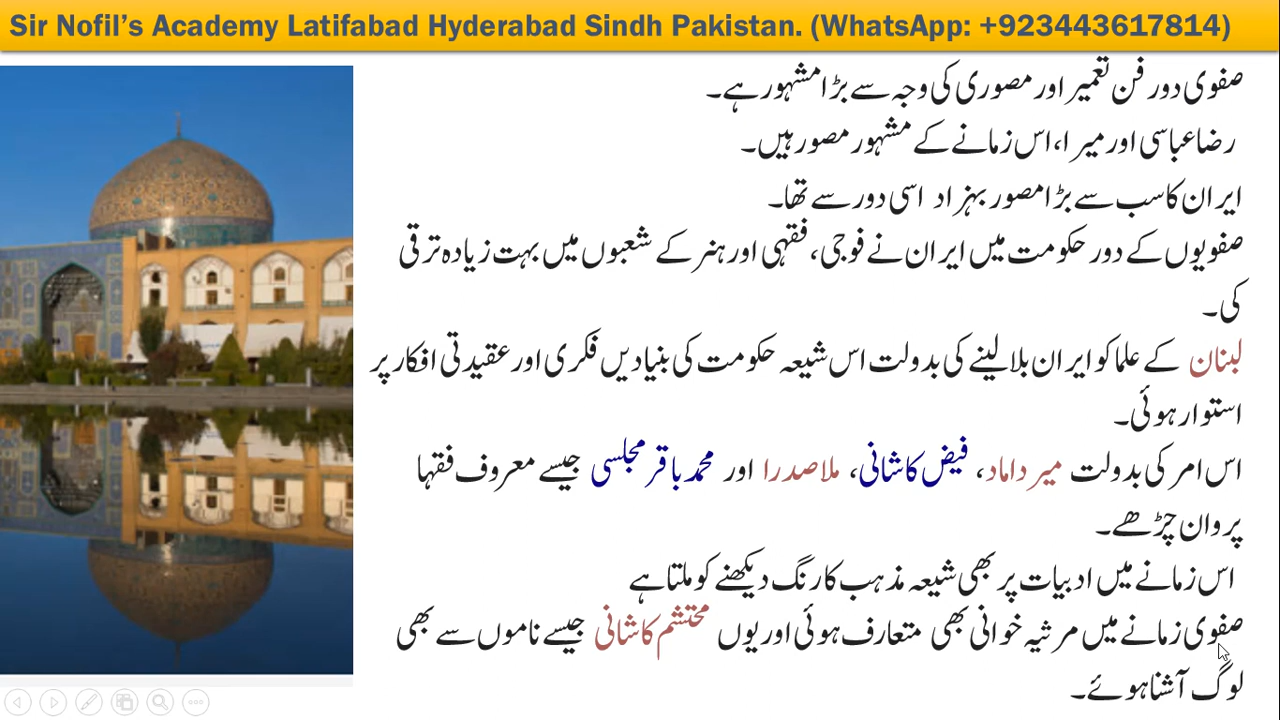 Sir Nofil's Academy Latifabad Hyderabad Sindh Pakistan. (WhatsApp: +923443617814)
صفوی دور فن تعمیر اور مصوری کی وجہ سے بڑا مشہور ہے۔
رضا عباسی اور میرا، اس زمانے کے مشہور مصور ہیں۔
ایران کا سب سے بڑا مصور بہزاد اسی دور سے تھا۔
صفویوں کے دور حکومت میں ایران نے فوجی، فقہی اور ہنر کے شعبوں میں بہت زیادہ ترقی
کی۔
لبنان کے علما کو ایران بلا لینے کی بدولت اس شیعہ حکومت کی بنیادیں فکری اور عقیدتی افکار پر
استوار ہوئی۔
اس امر کی بدولت میر داماد، فیض کاشانی، ملا صدرا اور محمد باقر مجلسی جیسے معروف فقہا
پروان چڑھے۔
اس زمانے میں ادبیات پر بھی شیعہ مذہب کا رنگ دیکھنے کو ملتا ہے
صفوی زمانے میں مرثیہ خوانی بھی متعارف ہوئی اور یوں محتشم کاشانی جیسے ناموں سے بھی
لوگ آشنا ہوئے۔